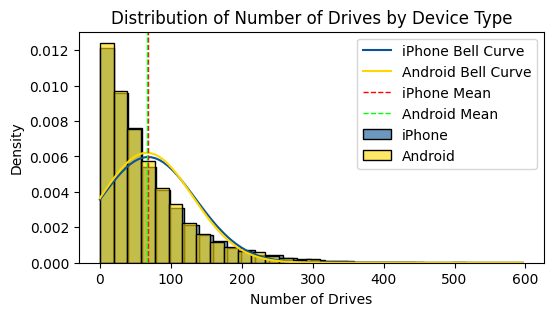 Distribution of Number of Drives by Device Type
0.012
0.010
0.008
0.006
0.004
0.002
0.000
Density
iPhone Bell Curve
Android Bell Curve
iPhone Mean
Android Mean
iPhone
Android
0
100
200
300
400
500
600
Number of Drives